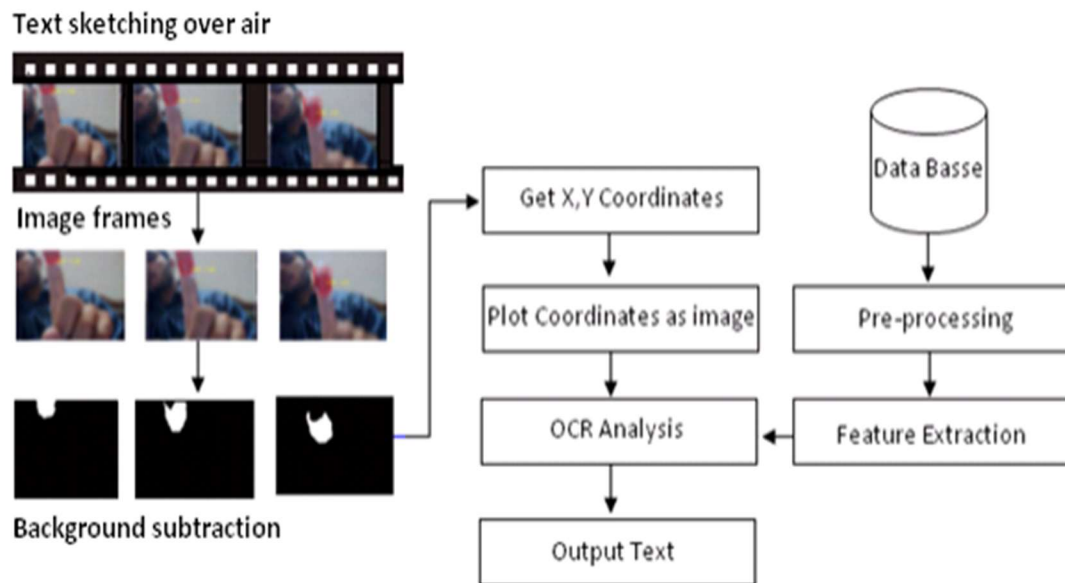 Text sketching over air
Image frames
Background subtraction
Get X,Y Coordinates
Plot Coordinates as image
OCR Analysis
Output Text
Data Basse
Pre-processing
Feature Extraction